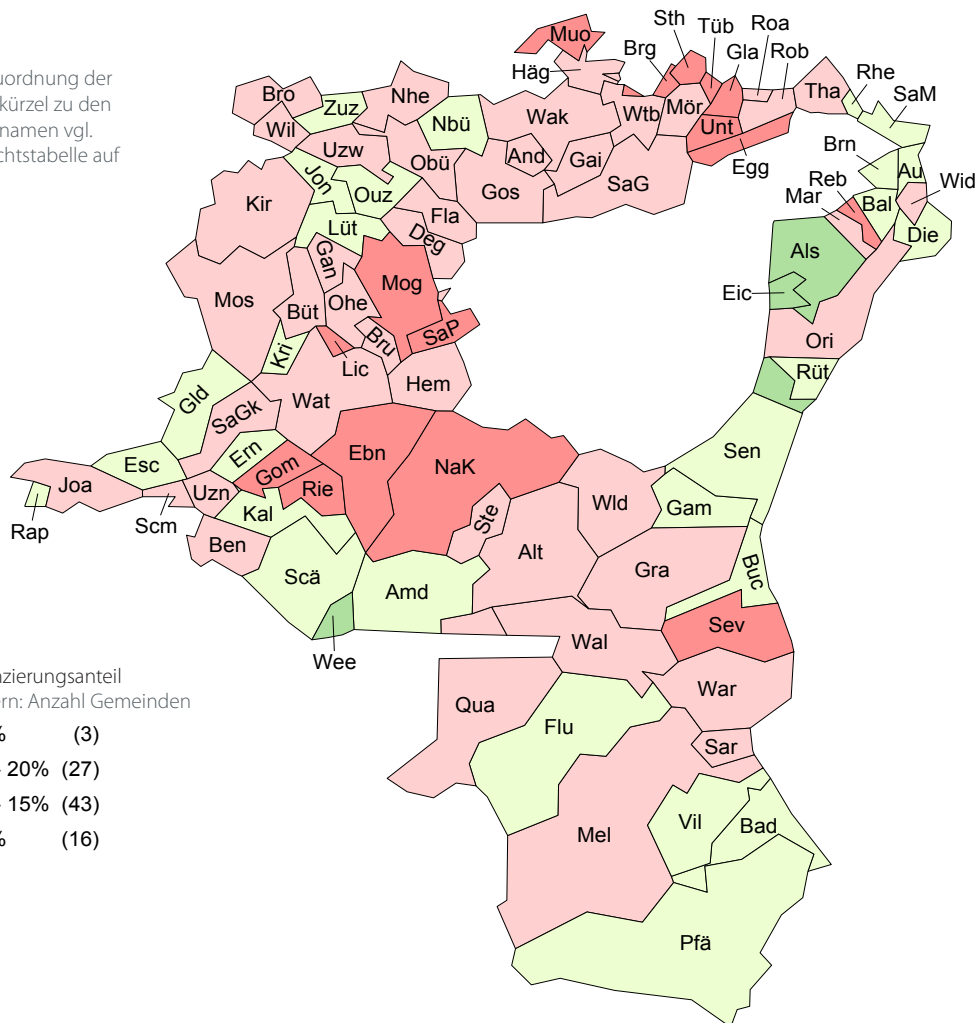 uordnung der
kürzel zu den
namen vgl.
chtstabelle auf
Muo
Sth
Tüb
Roa
Brg
Gla
Rob
Häg
Rhe
SaM
Bro
Zuz
Nhe
Nbü
Wak
Wtb
Mör
Tha
Wil
Unt
Uzw
Obü
And
Gai
Egg
Brn
Au
Jon
Ouz
Gos
SaG
Reb
Wid
Kir
Mar
Bal
Lüt
Fla
Deg
Die
Gan
Als
Mos
Mog
Eic
Büt
Ohe
Bru
SaP
Ori
Kri
Lic
Rüt
Gld
Hem
Wat
SaGk
Ern
Ebn
NaK
Sen
Esc
Gom
Joa
Uzn
Rie
Wld
Gam
Rap
Scm
Kal
Ste
Ben
Alt
Gra
Buc
Scä
Amd
Sev
Wal
Wee
nzierungsanteil
War
ern: Anzahl Gemeinden
Qua
Flu
% (3)
Sar
- 20% (27)
- 15% (43)
Vil
Bad
% (16)
Mel
Pfä